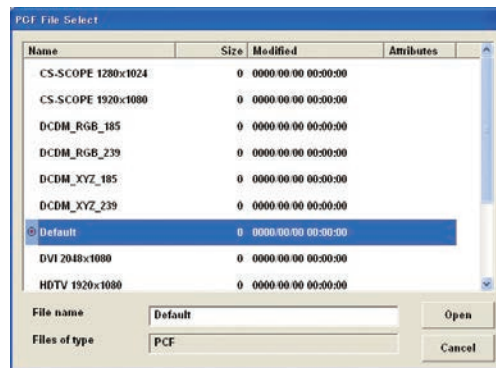 PCF File Select
Name Size Modified Attributes
CS-SCOPE 1280x1024 0 0000/00/00 00:00:00
CS-SCOPE 1920x1080 0 0000/00/00 00:00:00
DCDM_RGB_185 0 0000/00/00 00:00:00
DCDM_RGB_239 0 0000/00/00 00:00:00
DCDM_XYZ_185 0 0000/00/00 00:00:00
DCDM_XYZ_239 0 0000/00/00 00:00:00
Default 0 0000/00/00 00:00:00
DVI 2048x1080 0 0000/00/00 00:00:00
HDTV 1920x1080 0 0000/00/00 00:00:00
File name Default Open
Files of type PCF Cancel